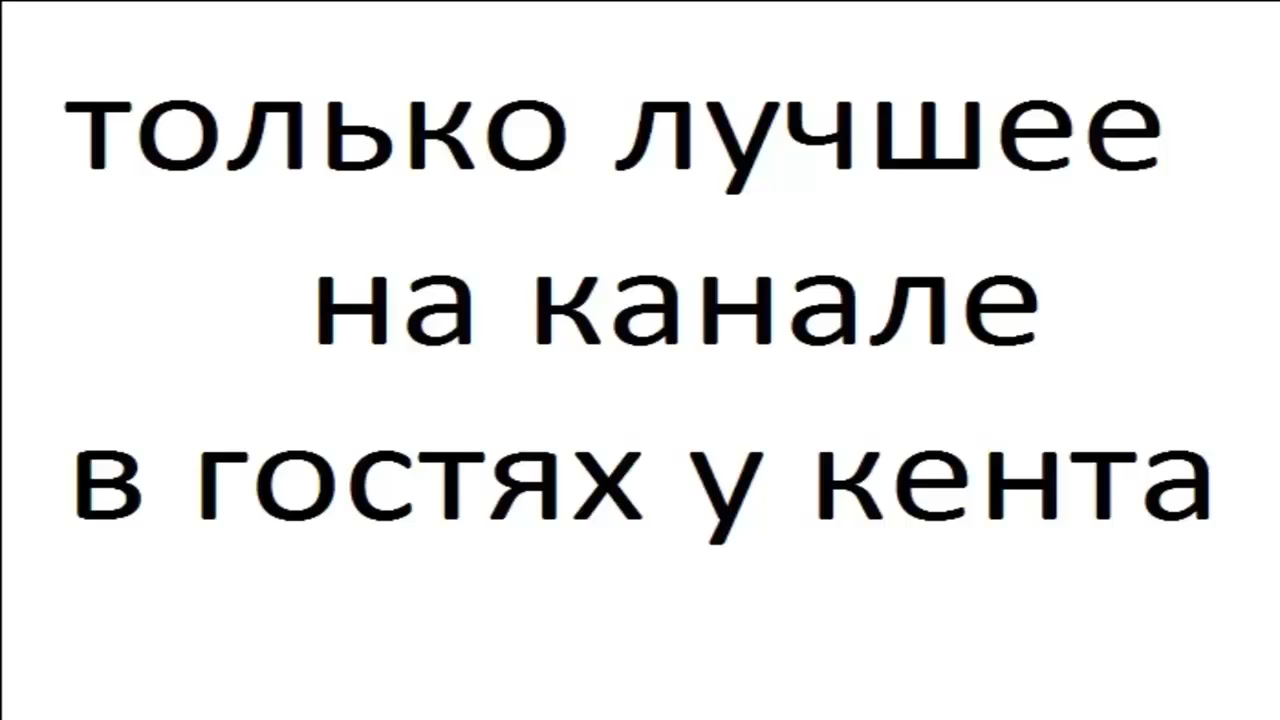 только лучшее
на канале
в гостях у кента